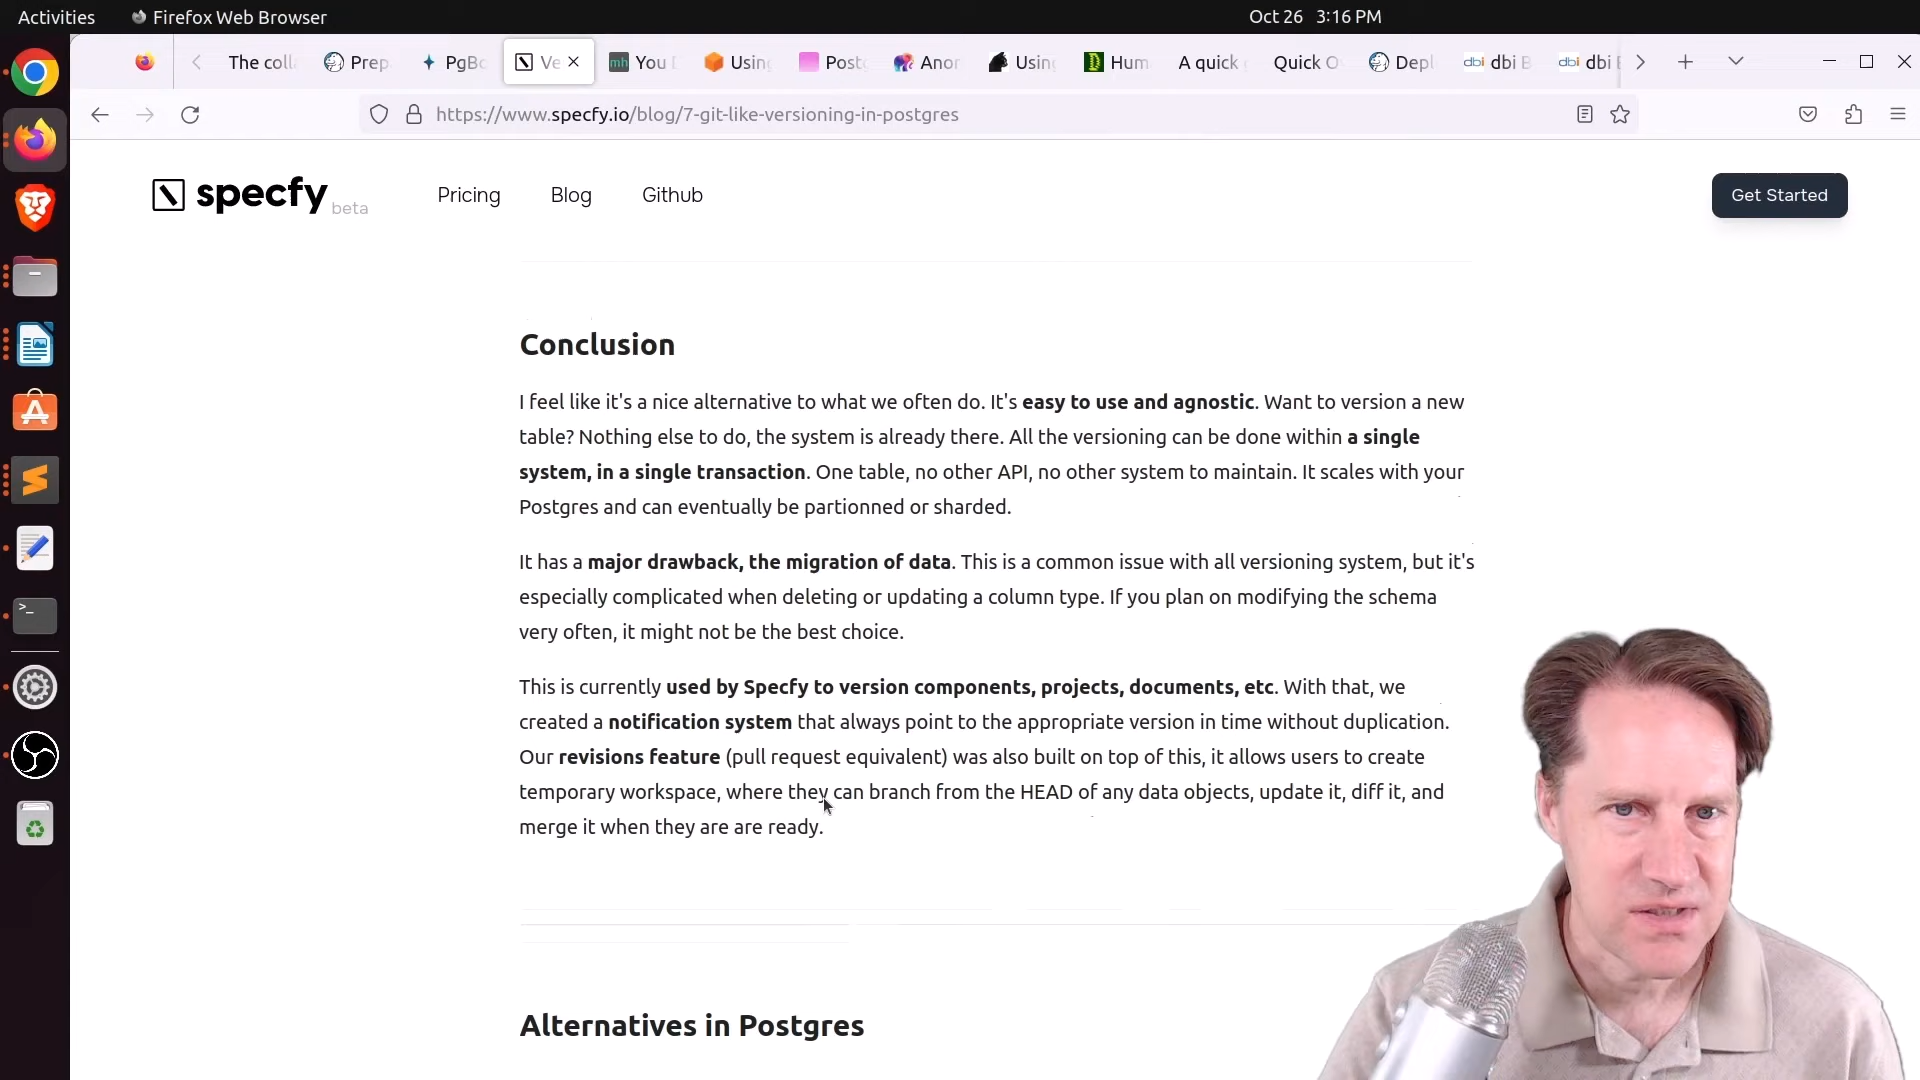 Activities
Firefox Web Browser
Oct 26 3:16 PM
The coll
Prep
PgBo
Ve
mh You
Using
Post
Anor
Using
D Hum
A quick
Quick O
Depl
dbi dbi B
dbi dbi
https://www.specfy.io/blog/7-git-like-versioning-in-postgres
specfy beta
Pricing
Blog
Github
Get Started
Conclusion
I feel like it's a nice alternative to what we often do. It's easy to use and agnostic. Want to version a new
table? Nothing else to do, the system is already there. All the versioning can be done within a single
system, in a single transaction. One table, no other API, no other system to maintain. It scales with your
Postgres and can eventually be partionned or sharded.
It has a major drawback, the migration of data. This is a common issue with all versioning system, but it's
especially complicated when deleting or updating a column type. If you plan on modifying the schema
very often, it might not be the best choice.
This is currently used by Specfy to version components, projects, documents, etc. With that, we
created a notification system that always point to the appropriate version in time without duplication.
Our revisions feature (pull request equivalent) was also built on top of this, it allows users to create
temporary workspace, where they can branch from the HEAD of any data objects, update it, diff it, and
merge it when they are are ready.
Alternatives in Postgres